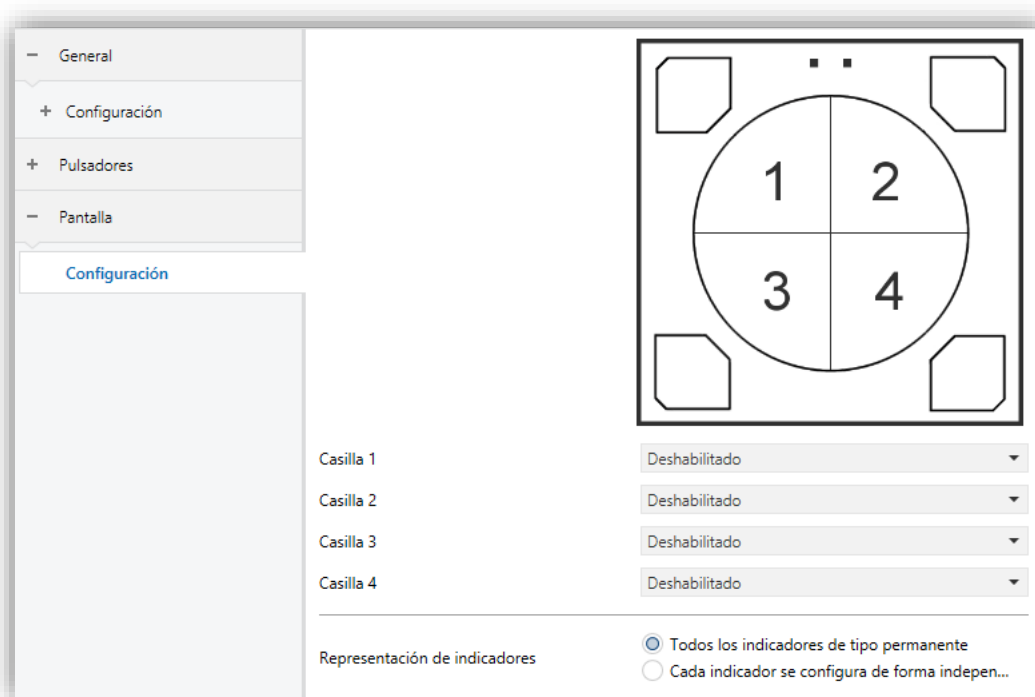 General
Configuración
Pulsadores
Pantalla
Configuración
1 2
3 4
Casilla 1 Deshabilitado
Casilla 2 Deshabilitado
Casilla 3 Deshabilitado
Casilla 4 Deshabilitado
Representación de indicadores
Todos los indicadores de tipo permanente
Cada indicador se configura de forma indepen...